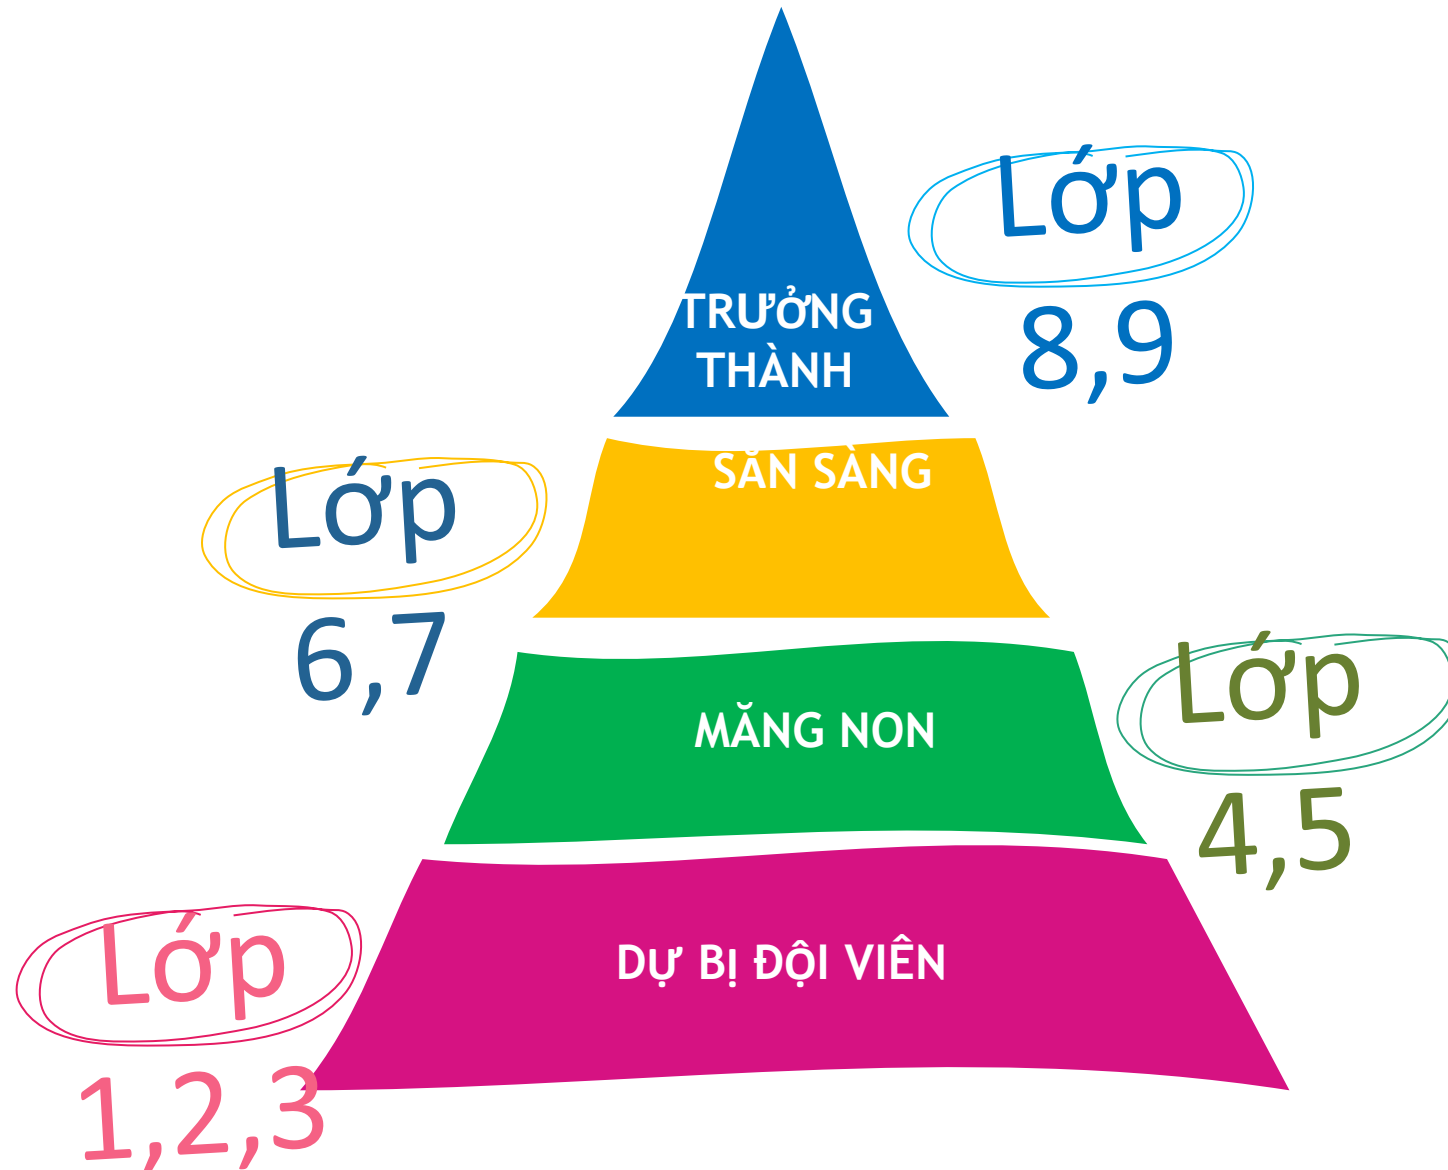 Lớp
8,9
TRƯỞNG
THÀNH
SẴN SÀNG
Lớp
6,7
Lớp
4,5
MĂNG NON
Lớp
1,2,3
DỰ BỊ ĐỘI VIÊN